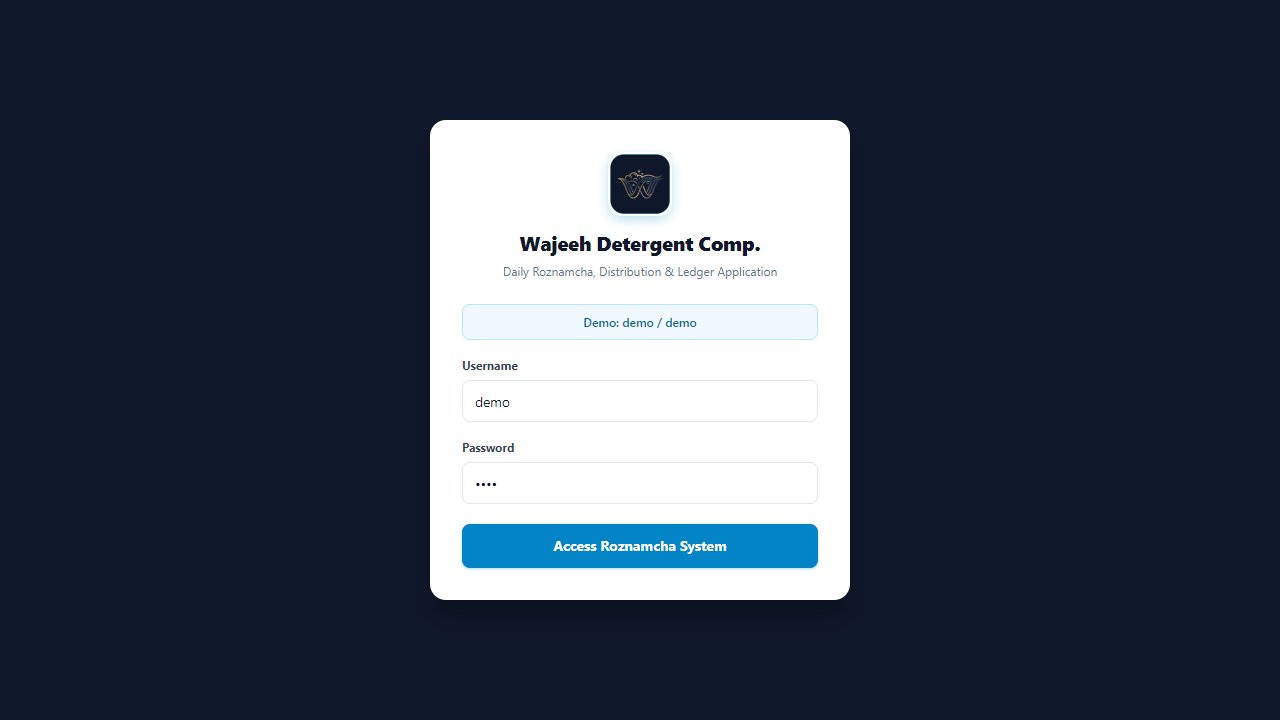 Wajeeh Detergent Comp.
Daily Roznamcha, Distribution & Ledger Application
Demo: demo / demo
Username
demo
Password
••••
Access Roznamcha System